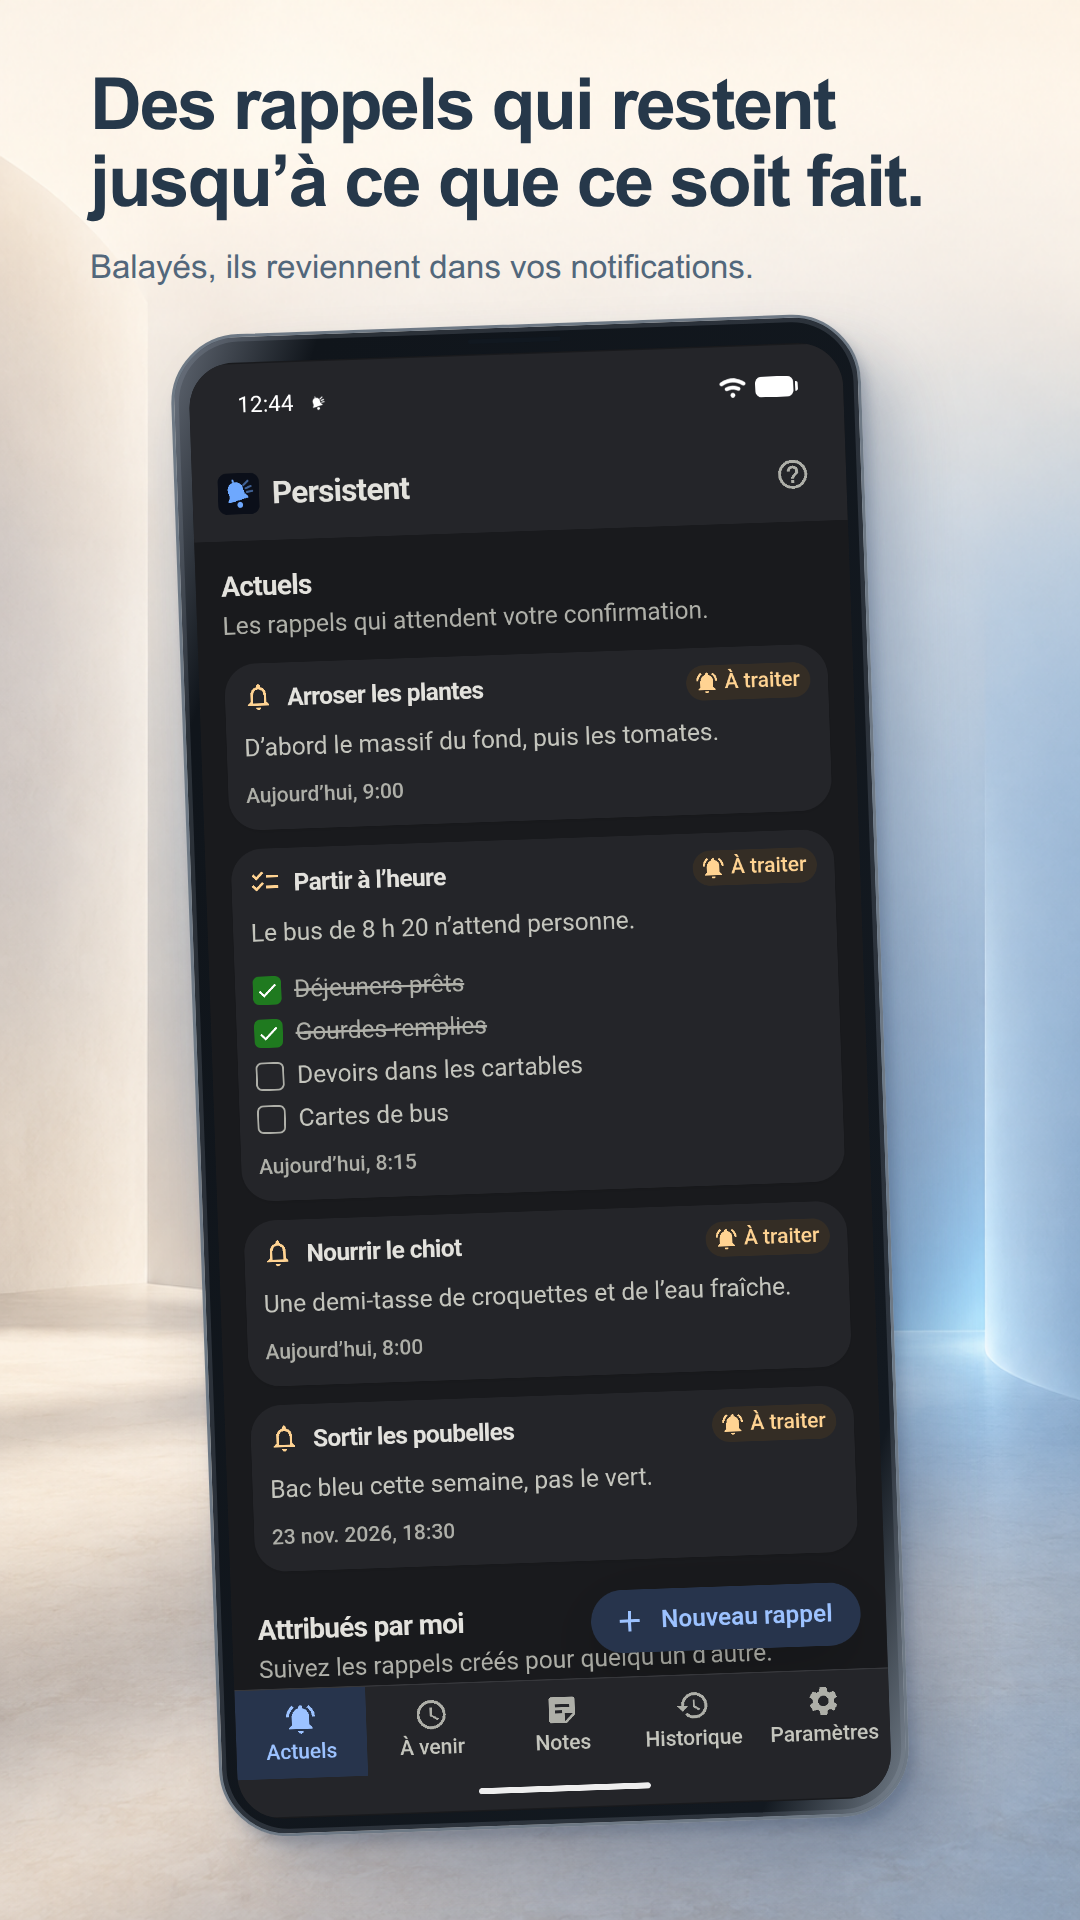 Des rappels qui restent
jusqu’à ce que ce soit fait.
Balayés, ils reviennent dans vos notifications.
12:44
Persistent
Actuels
Les rappels qui attendent votre confirmation.
Arroser les plantes
À traiter
D’abord le massif du fond, puis les tomates.
Aujourd’hui, 9:00
Partir à l’heure
À traiter
Le bus de 8 h 20 n’attend personne.
Déjeuners prêts
Gourdes remplies
Devoirs dans les cartables
Cartes de bus
Aujourd’hui, 8:15
Nourrir le chiot
À traiter
Une demi-tasse de croquettes et de l’eau fraîche.
Aujourd’hui, 8:00
Sortir les poubelles
À traiter
Bac bleu cette semaine, pas le vert.
23 nov. 2026, 18:30
Attribués par moi
Nouveau rappel
Suivez les rappels créés pour quelqu’un d’autre.
Actuels
À venir
Notes
Historique
Paramètres